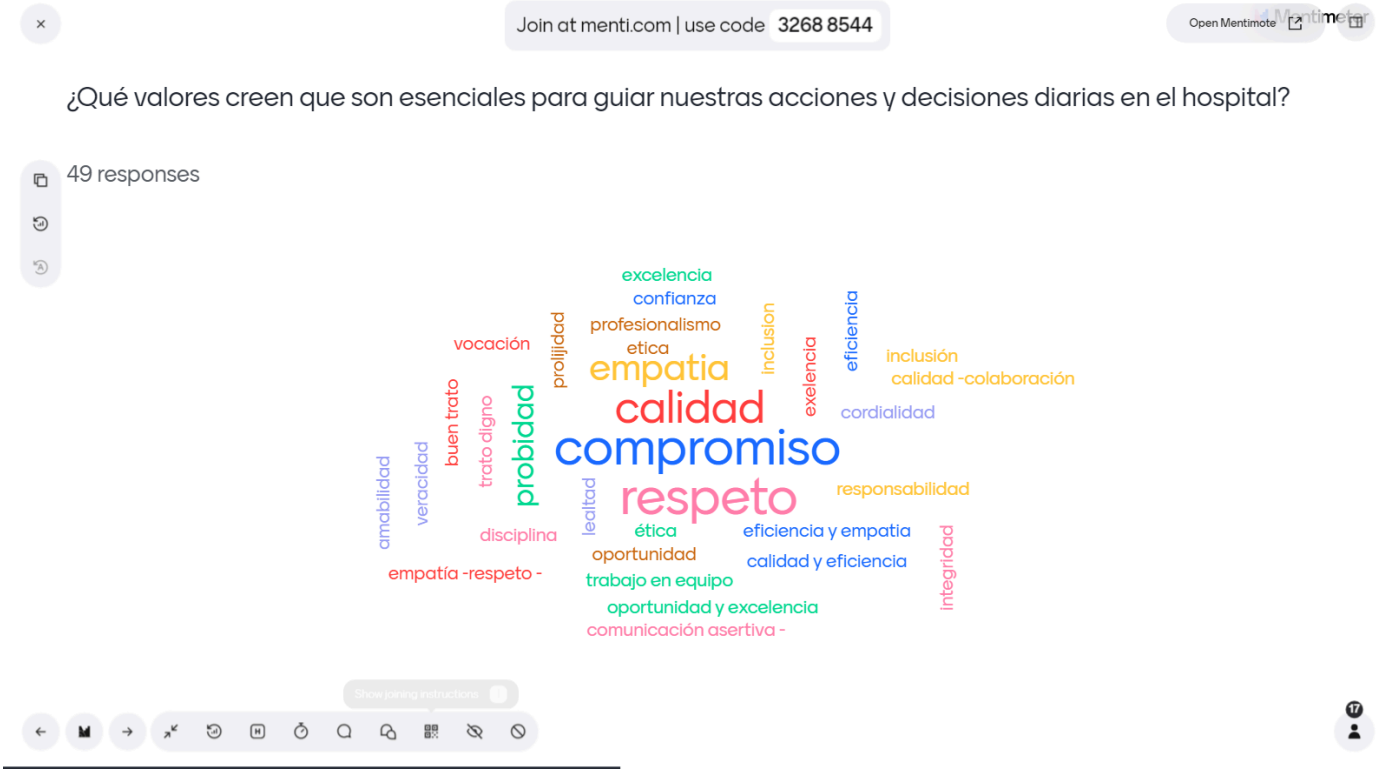 Join at menti.com | use code 3268 8544
Open Mentimote
Mentimeter
¿Qué valores creen que son esenciales para guiar nuestras acciones y decisiones diarias en el hospital?
49 responses
excelencia
confianza
profesionalismo
etica
empatia
calidad
compromiso
respeto
prolijidad
vocación
inclusion
exelencia
eficiencia
inclusión
calidad -colaboración
cordialidad
buen trato
trato digno
probidad
amabilidad
veracidad
lealtad
responsabilidad
disciplina
ética
eficiencia y empatia
oportunidad
calidad y eficiencia
integridad
empatía -respeto -
trabajo en equipo
oportunidad y excelencia
comunicación asertiva -
Show joining instructions
17